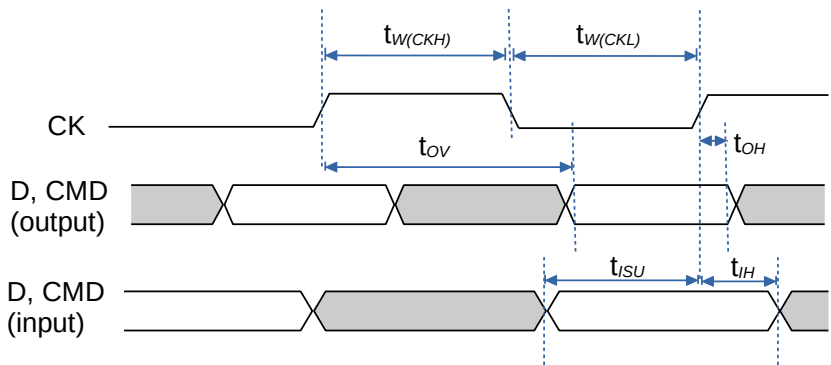 tW(CKH) tW(CKL)
CK
tOV tOH
D, CMD
(output)
tISU tIH
D, CMD
(input)